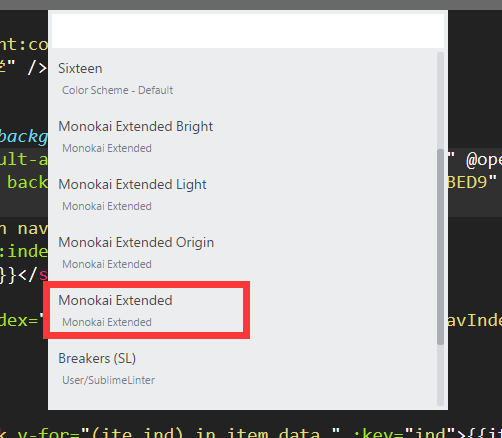 nt:co
" />
Sixteen
Color Scheme - Default
backg
Monokai Extended Bright
Monokai Extended
ult-a
" @ope
back
BED9"
Monokai Extended Light
Monokai Extended
n nav
Monokai Extended Origin
:inde
Monokai Extended
}}</s
Monokai Extended
dex="
avInde
Monokai Extended
Breakers (SL)
User/SublimeLinter
k v-for="(ite,ind) in item.data " :key="ind">{{it